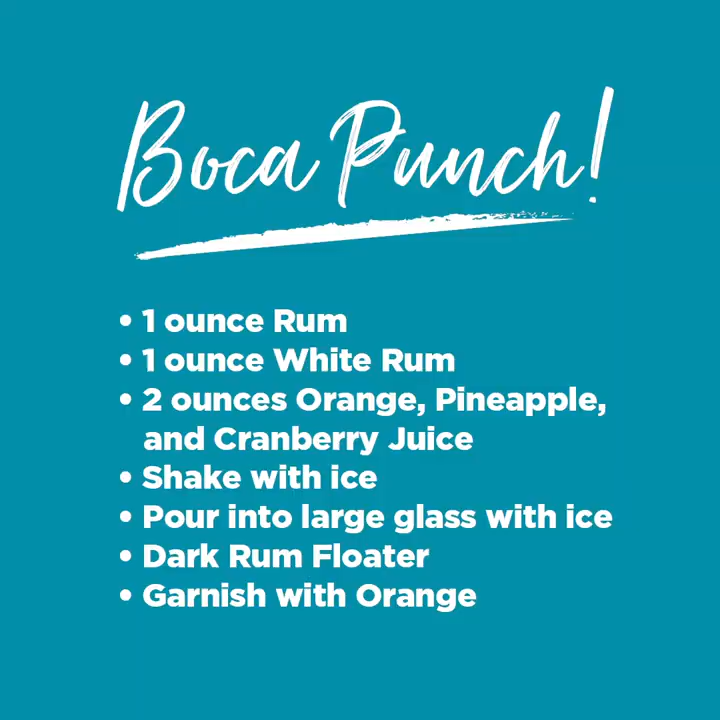 Boca Punch!
• 1 ounce Rum
• 1 ounce White Rum
• 2 ounces Orange, Pineapple,
and Cranberry Juice
• Shake with ice
• Pour into large glass with ice
• Dark Rum Floater
• Garnish with Orange